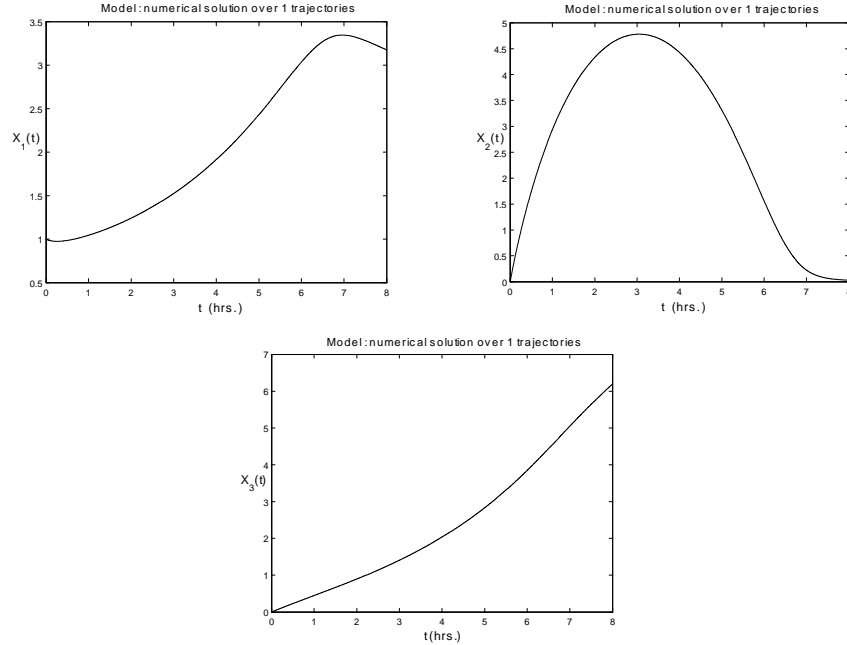 Model : numerical solution over 1 trajectories
3.5
3
2.5
2
1.5
1
0.5
X_1(t)
0 1 2 3 4 5 6 7 8
t (hrs.)
Model : numerical solution over 1 trajectories
5
4.5
4
3.5
3
2.5
2
1.5
1
0.5
0
X_2(t)
0 1 2 3 4 5 6 7 8
t (hrs.)
Model : numerical solution over 1 trajectories
7
6
5
4
3
2
1
0
X_3(t)
0 1 2 3 4 5 6 7 8
t(hrs.)